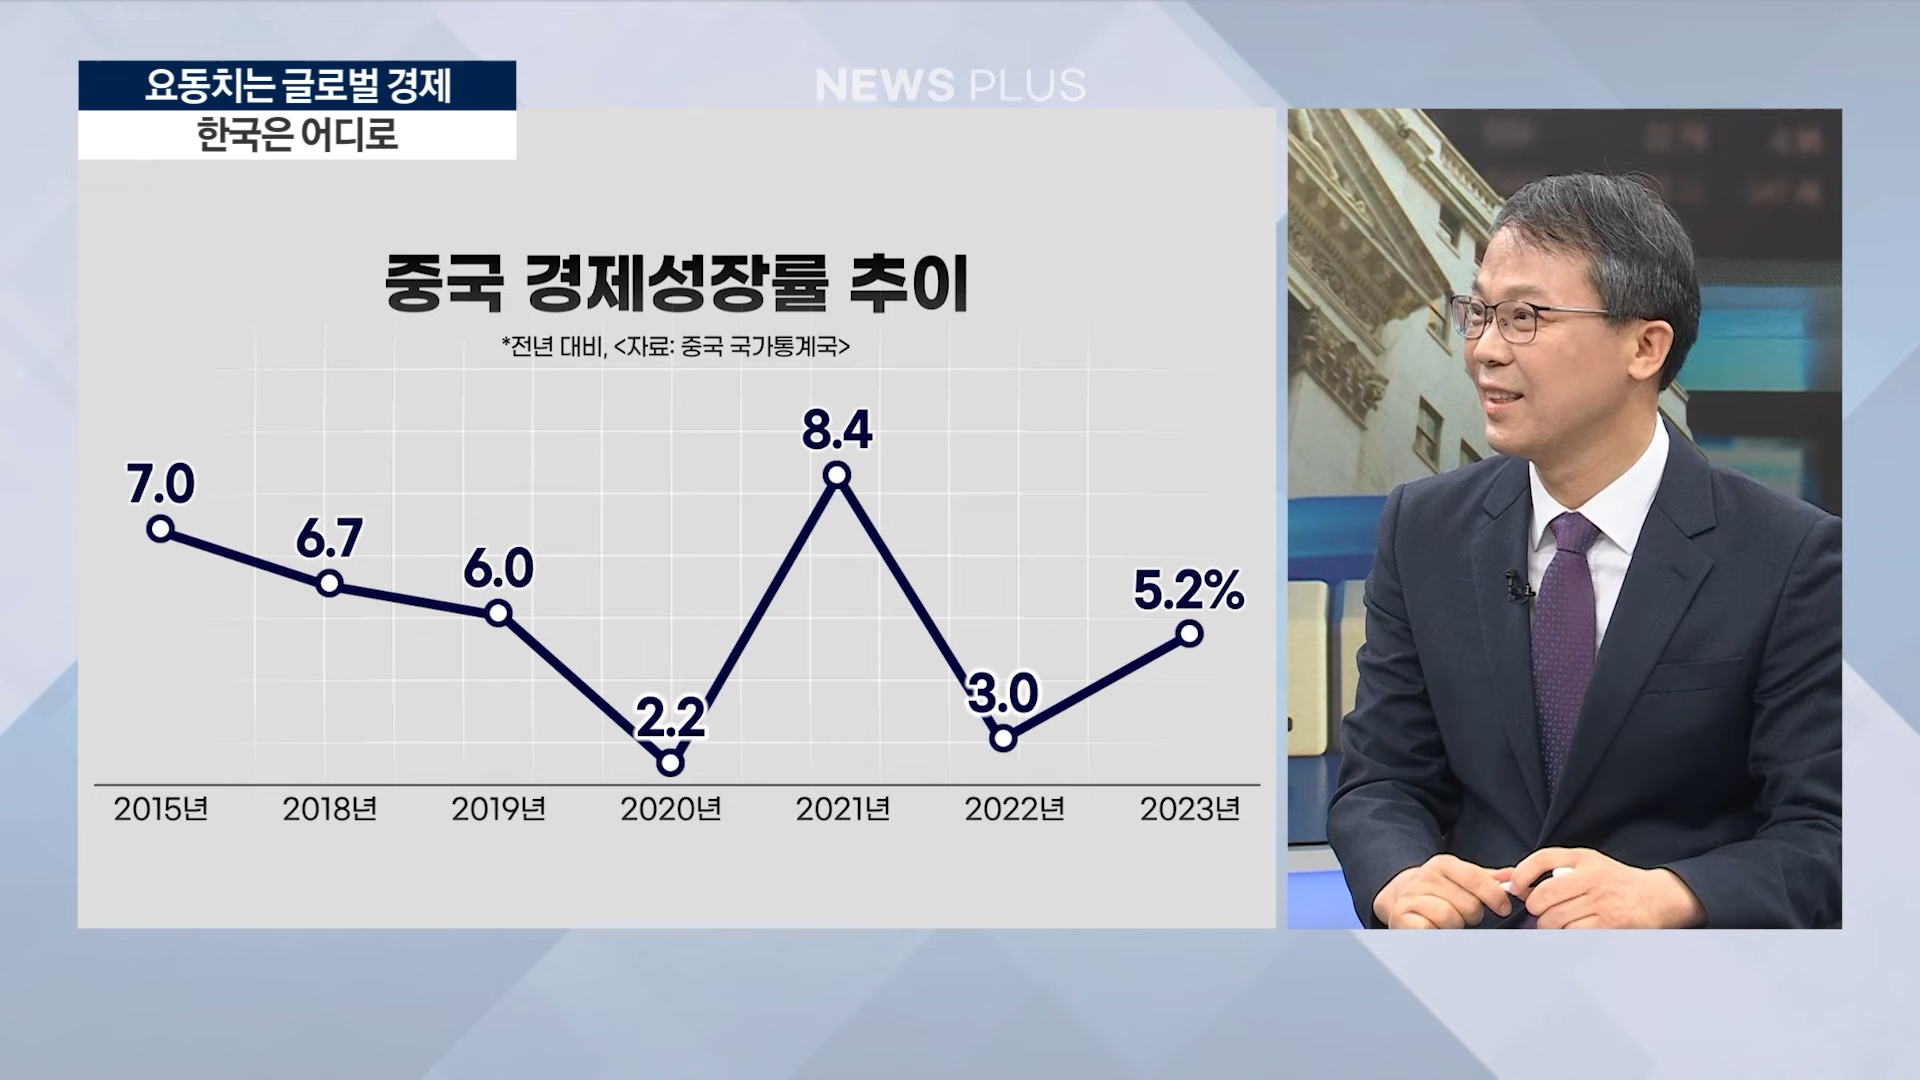 요동치는 글로벌 경제
한국은 어디로
NEWS PLUS
중국 경제성장률 추이
*전년 대비, <자료: 중국 국가통계국>
7.0
6.7
6.0
2.2
8.4
3.0
5.2%
2015년
2018년
2019년
2020년
2021년
2022년
2023년